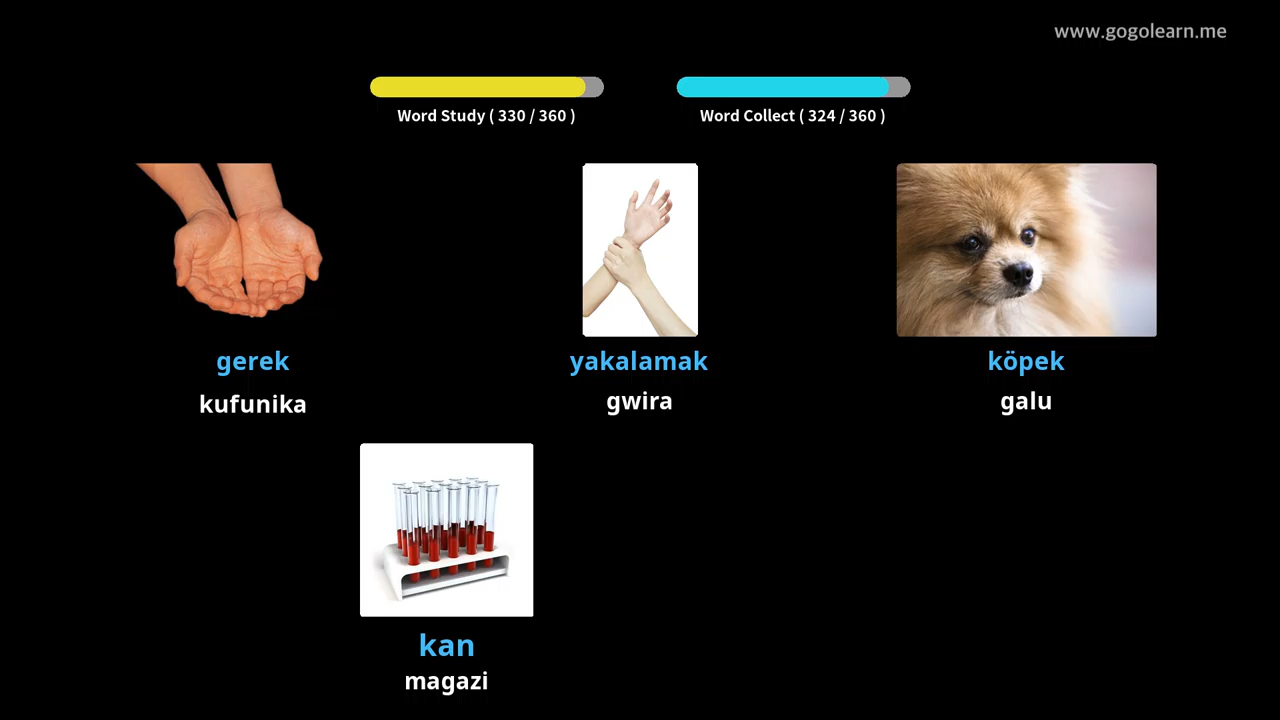 www.gogolearn.me
Word Study ( 330 / 360 )
Word Collect ( 324 / 360 )
gerek
kufunika
yakalamak
gwira
köpek
galu
kan
magazi